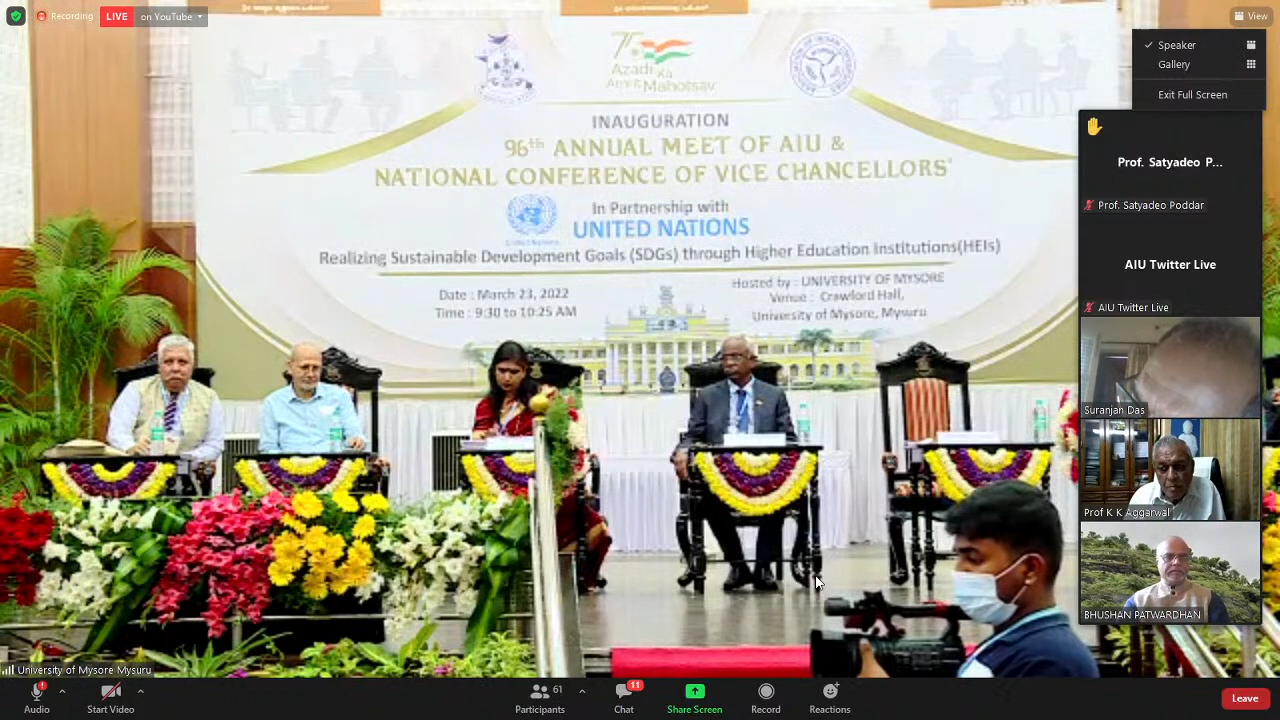 Recording
LIVE on YouTube
View
Speaker
Gallery
Exit Full Screen
75
Azadi Ka
Amrit Mahotsav
INAUGURATION
96th ANNUAL MEET OF AIU &
NATIONAL CONFERENCE OF VICE CHANCELLORS'
In Partnership with
UNITED NATIONS
United Nations
Realizing Sustainable Development Goals (SDGs) through Higher Education Institutions(HEIs)
Date : March 23, 2022
Time : 9:30 to 10:25 AM
Hosted by : UNIVERSITY OF MYSORE
Venue : Crawford Hall,
University of Mysore, Mysuru
Prof. Satyadeo P...
Prof. Satyadeo Poddar
AIU Twitter Live
AIU Twitter Live
Suranjan Das
Prof K K Aggarwal
BHUSHAN PATWARDHAN
University of Mysore Mysuru
Audio
Start Video
Participants
61
Chat
11
Share Screen
Record
Reactions
Leave